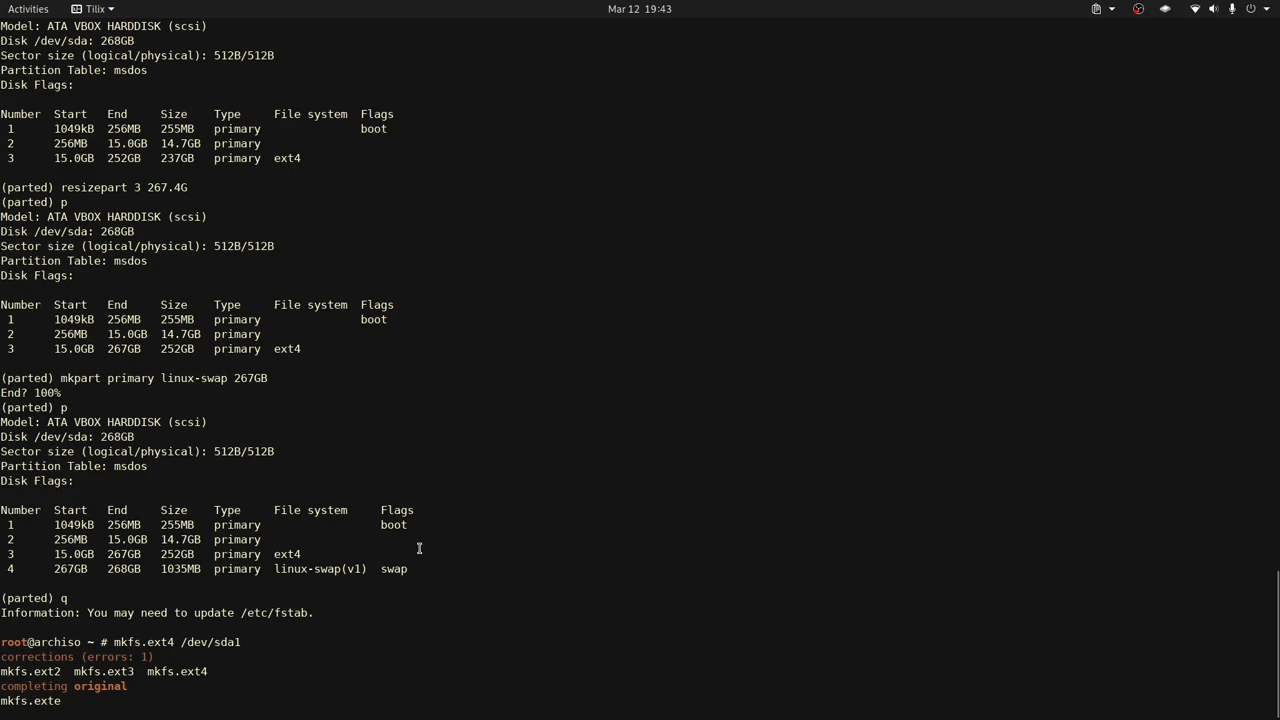 Activities Tilix Mar 12 19:43
Model: ATA VBOX HARDDISK (scsi)
Disk /dev/sda: 268GB
Sector size (logical/physical): 512B/512B
Partition Table: msdos
Disk Flags:
Number Start End Size Type File system Flags
1 1049kB 256MB 255MB primary boot
2 256MB 15.0GB 14.7GB primary
3 15.0GB 252GB 237GB primary ext4
(parted) resizepart 3 267.4G
(parted) p
Model: ATA VBOX HARDDISK (scsi)
Disk /dev/sda: 268GB
Sector size (logical/physical): 512B/512B
Partition Table: msdos
Disk Flags:
Number Start End Size Type File system Flags
1 1049kB 256MB 255MB primary boot
2 256MB 15.0GB 14.7GB primary
3 15.0GB 267GB 252GB primary ext4
(parted) mkpart primary linux-swap 267GB
End? 100%
(parted) p
Model: ATA VBOX HARDDISK (scsi)
Disk /dev/sda: 268GB
Sector size (logical/physical): 512B/512B
Partition Table: msdos
Disk Flags:
Number Start End Size Type File system Flags
1 1049kB 256MB 255MB primary boot
2 256MB 15.0GB 14.7GB primary
3 15.0GB 267GB 252GB primary ext4
4 267GB 268GB 1035MB primary linux-swap(v1) swap
(parted) q
Information: You may need to update /etc/fstab.
root@archiso ~ # mkfs.ext4 /dev/sda1
corrections (errors: 1)
mkfs.ext2 mkfs.ext3 mkfs.ext4
completing original
mkfs.exte